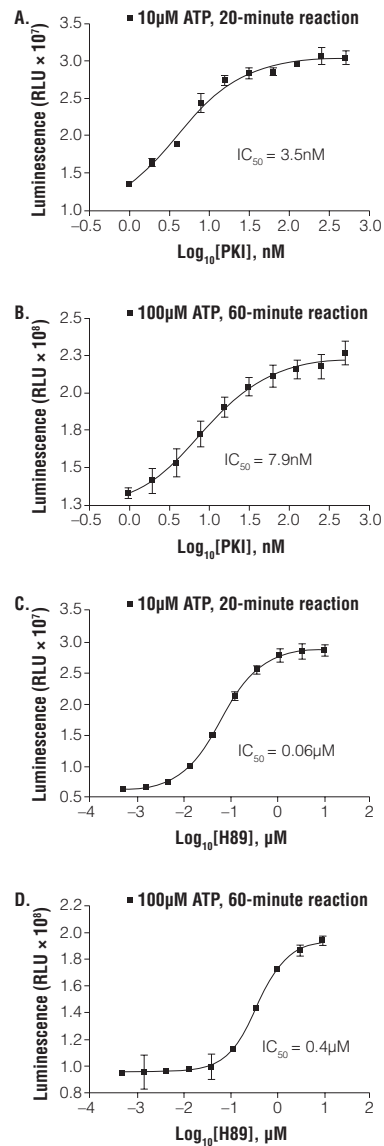 A.
■ 10µM ATP, 20-minute reaction
Luminescence (RLU × 10⁷)
3.5
3.0
2.5
2.0
1.5
1.0
IC₅₀ = 3.5nM
–0.5 0.0 0.5 1.0 1.5 2.0 2.5 3.0
Log₁₀[PKI], nM
B.
■ 100µM ATP, 60-minute reaction
Luminescence (RLU × 10⁸)
2.5
2.3
1.8
1.5
1.3
IC₅₀ = 7.9nM
–0.5 0.0 0.5 1.0 1.5 2.0 2.5 3.0
Log₁₀[PKI], nM
C.
■ 10µM ATP, 20-minute reaction
Luminescence (RLU × 10⁷)
3.5
3.0
2.5
2.0
1.5
1.0
0.5
IC₅₀ = 0.06µM
–4 –3 –2 –1 0 1 2
Log₁₀[H89], µM
D.
■ 100µM ATP, 60-minute reaction
Luminescence (RLU × 10⁸)
2.2
2.0
1.8
1.6
1.4
1.2
1.0
0.8
IC₅₀ = 0.4µM
–4 –3 –2 –1 0 1 2
Log₁₀[H89], µM